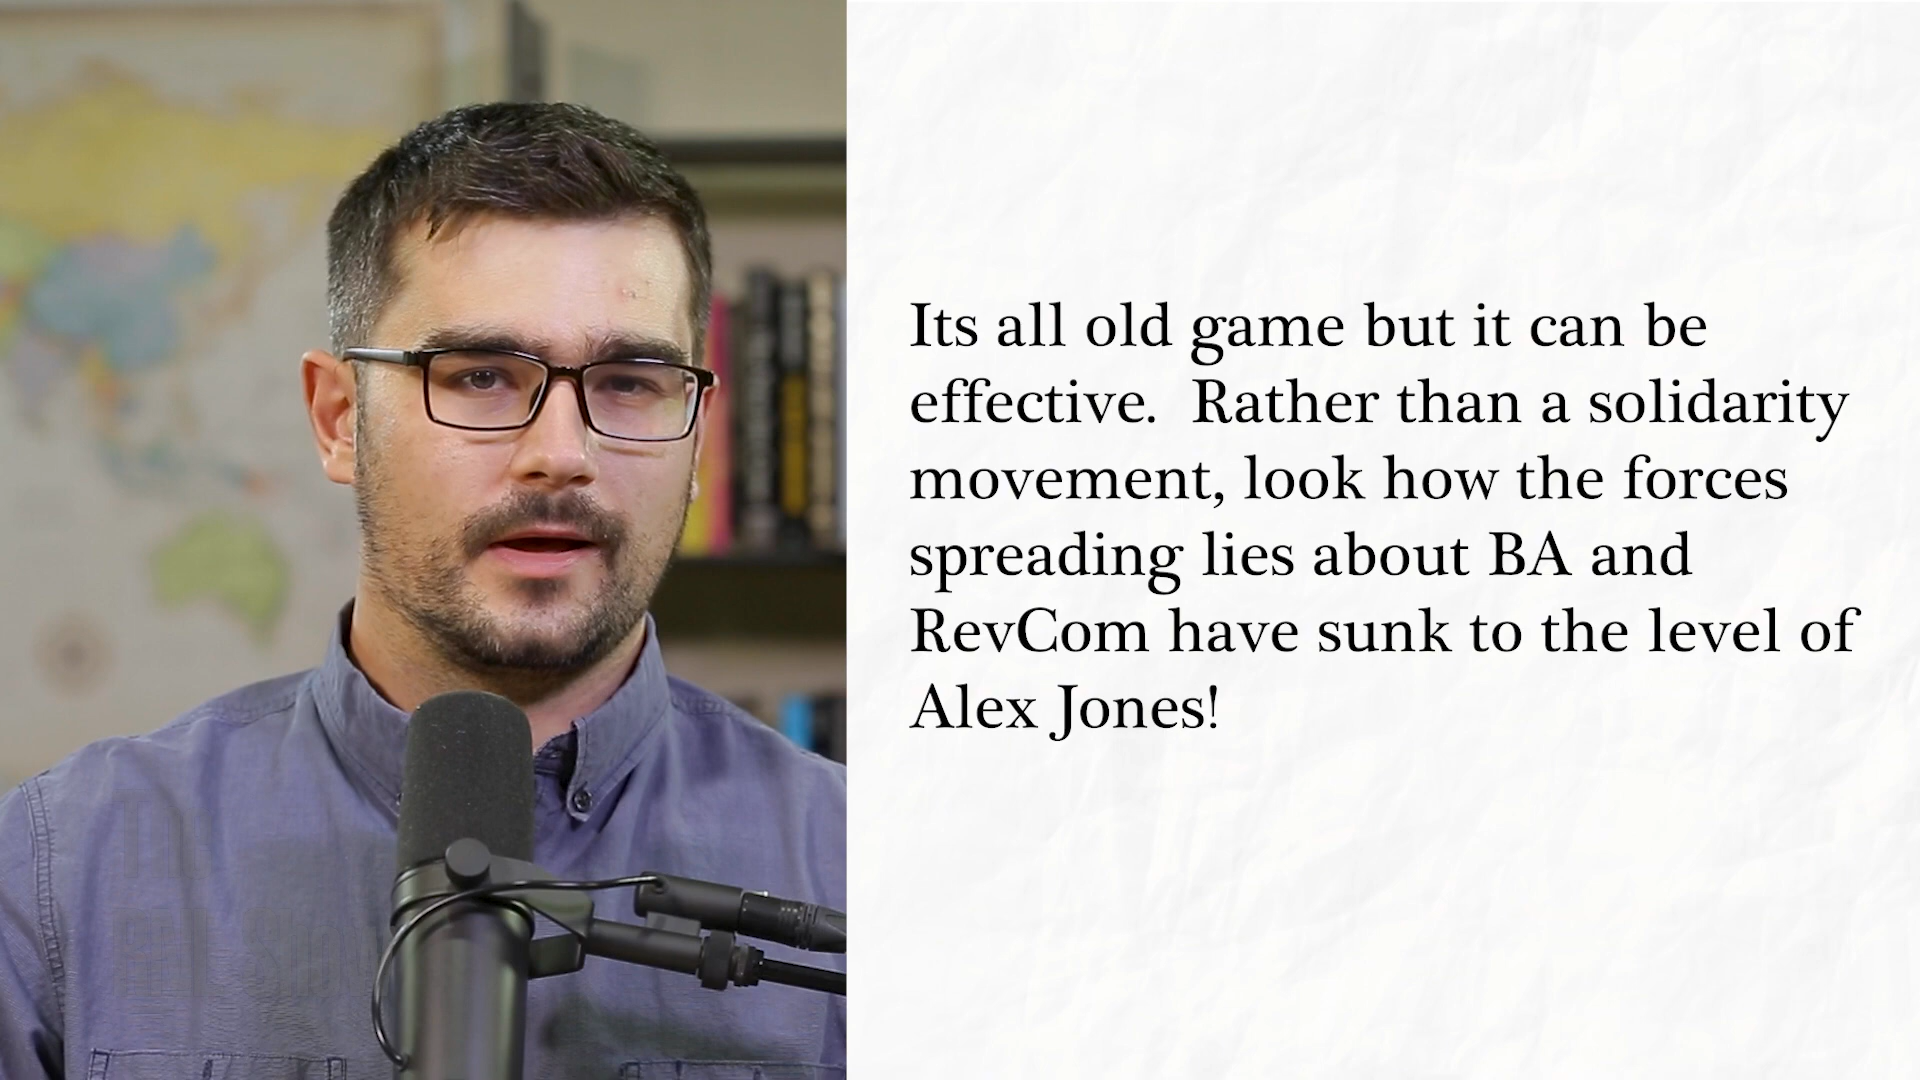 Its all old game but it can be
effective.  Rather than a solidarity
movement, look how the forces
spreading lies about BA and
RevCom have sunk to the level of
Alex Jones!